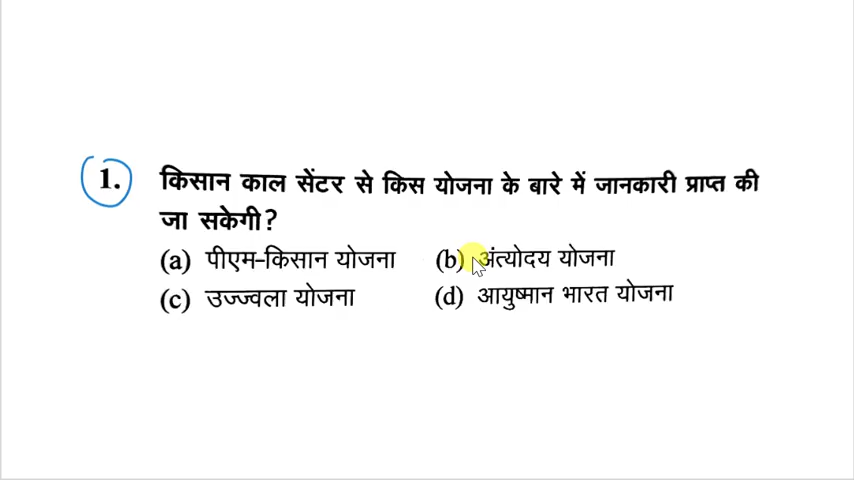 1. किसान काल सेंटर से किस योजना के बारे में जानकारी प्राप्त की
जा सकेगी?
(a) पीएम-किसान योजना (b) अंत्योदय योजना
(c) उज्ज्वला योजना (d) आयुष्मान भारत योजना